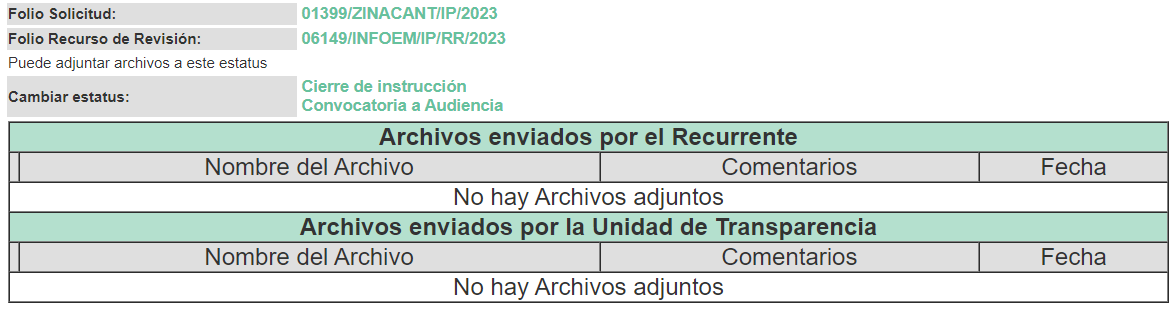 Folio Solicitud: 01399/ZINACANT/IP/2023
Folio Recurso de Revisión: 06149/INFOEM/IP/RR/2023
Puede adjuntar archivos a este estatus
Cambiar estatus: Cierre de instrucción
Convocatoria a Audiencia
Archivos enviados por el Recurrente
Nombre del Archivo Comentarios Fecha
No hay Archivos adjuntos
Archivos enviados por la Unidad de Transparencia
Nombre del Archivo Comentarios Fecha
No hay Archivos adjuntos